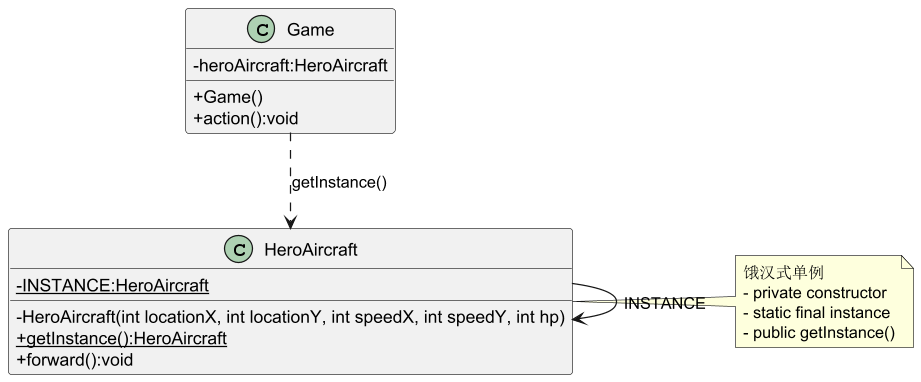 C Game
-heroAircraft:HeroAircraft
+Game()
+action():void
getInstance()
C HeroAircraft
-INSTANCE:HeroAircraft
-HeroAircraft(int locationX, int locationY, int speedX, int speedY, int hp)
+getInstance():HeroAircraft
+forward():void
INSTANCE
饿汉式单例
- private constructor
- static final instance
- public getInstance()